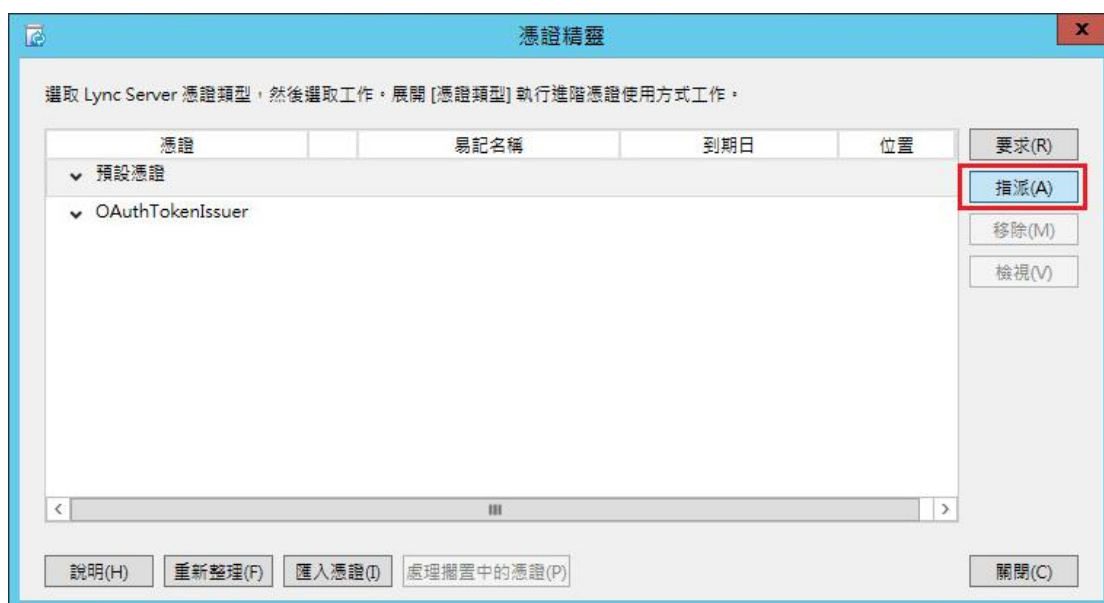 憑證精靈
x
選取 Lync Server 憑證類型，然後選取工作。展開 [憑證類型] 執行進階憑證使用方式工作。
憑證 易記名稱 到期日 位置
要求(R)
預設憑證
指派(A)
OAuthTokenIssuer
移除(M)
檢視(V)
說明(H) 重新整理(F) 匯入憑證(I) 處理擱置中的憑證(P) 關閉(C)